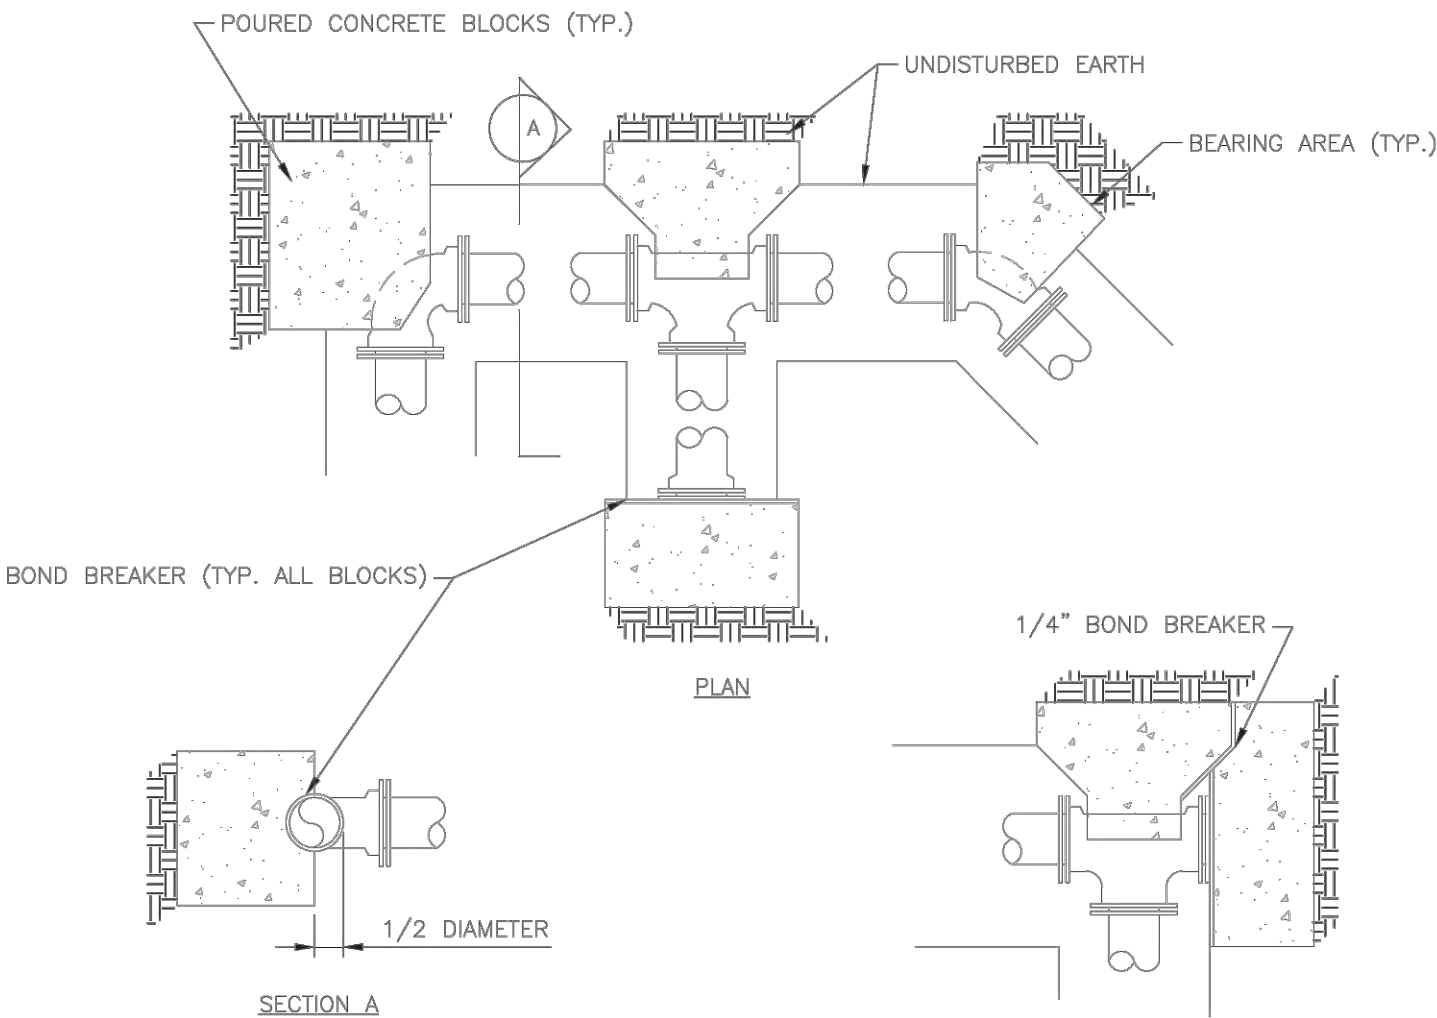 POURED CONCRETE BLOCKS (TYP.)
UNDISTURBED EARTH
A
BEARING AREA (TYP.)
BOND BREAKER (TYP. ALL BLOCKS)
1/4" BOND BREAKER
PLAN
1/2 DIAMETER
SECTION A